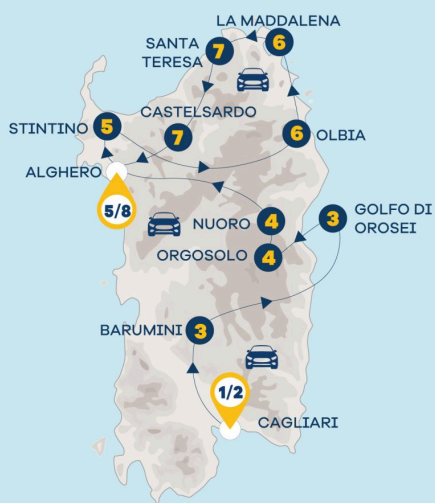 LA MADDALENA
6
SANTA
TERESA
7
CASTELSARDO
7
STINTINO
5
6
OLBIA
ALGHERO
5/8
NUORO
4
3
GOLFO DI
OROSEI
ORGOSOLO
4
BARUMINI
3
1/2
CAGLIARI